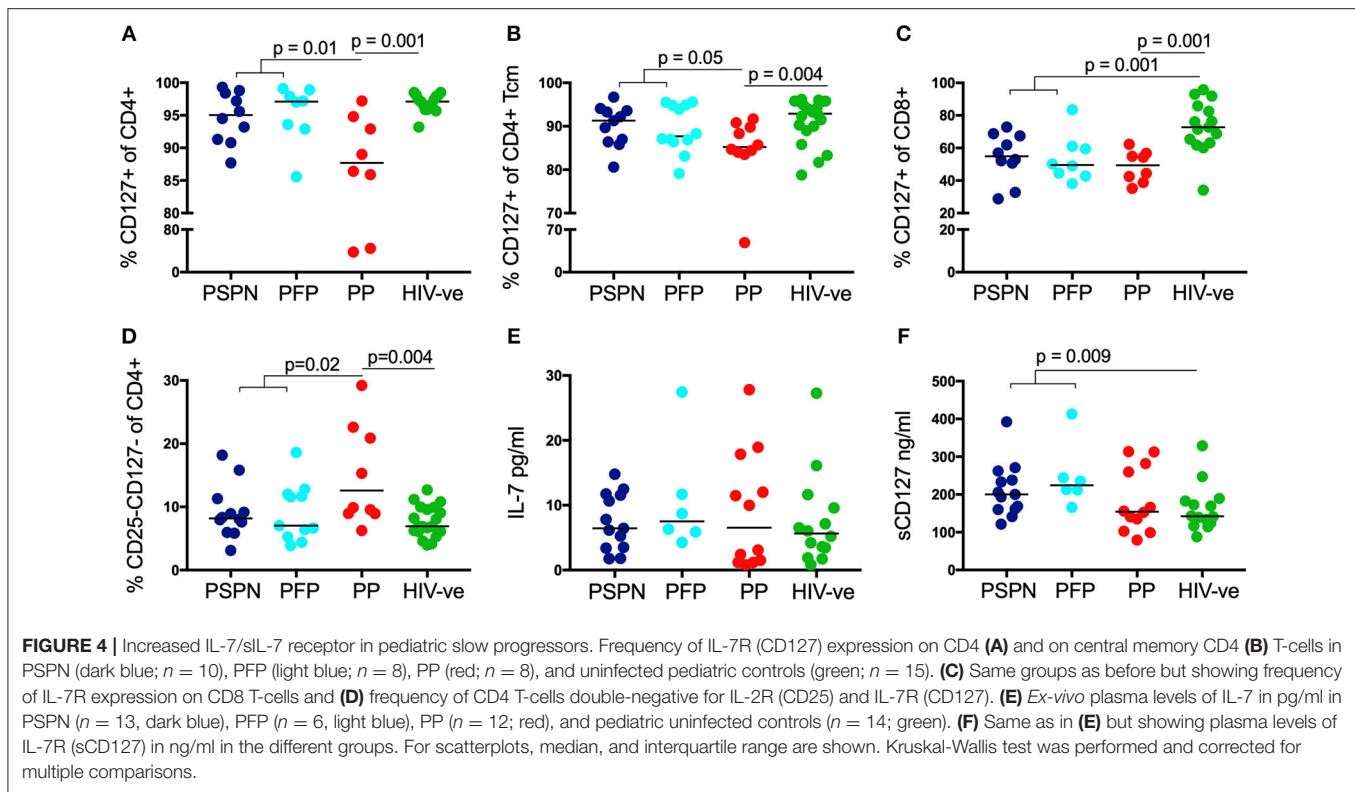 A
p = 0.01
p = 0.001
% CD127+ of CD4+
100
95
90
85
80
80
0
PSPN PFP PP HIV-ve
B
p = 0.05
p = 0.004
% CD127+ of CD4+ Tcm
100
90
80
70
70
0
PSPN PFP PP HIV-ve
C
p = 0.001
p = 0.001
% CD127+ of CD8+
100
80
60
40
20
0
PSPN PFP PP HIV-ve
D
p=0.02
p=0.004
% CD25-CD127- of CD4+
30
20
10
0
PSPN PFP PP HIV-ve
E
IL-7 pg/ml
30
20
10
0
PSPN PFP PP HIV-ve
F
p = 0.009
sCD127 ng/ml
500
400
300
200
100
0
PSPN PFP PP HIV-ve
FIGURE 4 | Increased IL-7/sIL-7 receptor in pediatric slow progressors. Frequency of IL-7R (CD127) expression on CD4 (A) and on central memory CD4 (B) T-cells in
PSPN (dark blue; n = 10), PFP (light blue; n = 8), PP (red; n = 8), and uninfected pediatric controls (green; n = 15). (C) Same groups as before but showing frequency
of IL-7R expression on CD8 T-cells and (D) frequency of CD4 T-cells double-negative for IL-2R (CD25) and IL-7R (CD127). (E) Ex-vivo plasma levels of IL-7 in pg/ml in
PSPN (n = 13, dark blue), PFP (n = 6, light blue), PP (n = 12; red), and pediatric uninfected controls (n = 14; green). (F) Same as in (E) but showing plasma levels of
IL-7R (sCD127) in ng/ml in the different groups. For scatterplots, median, and interquartile range are shown. Kruskal-Wallis test was performed and corrected for
multiple comparisons.